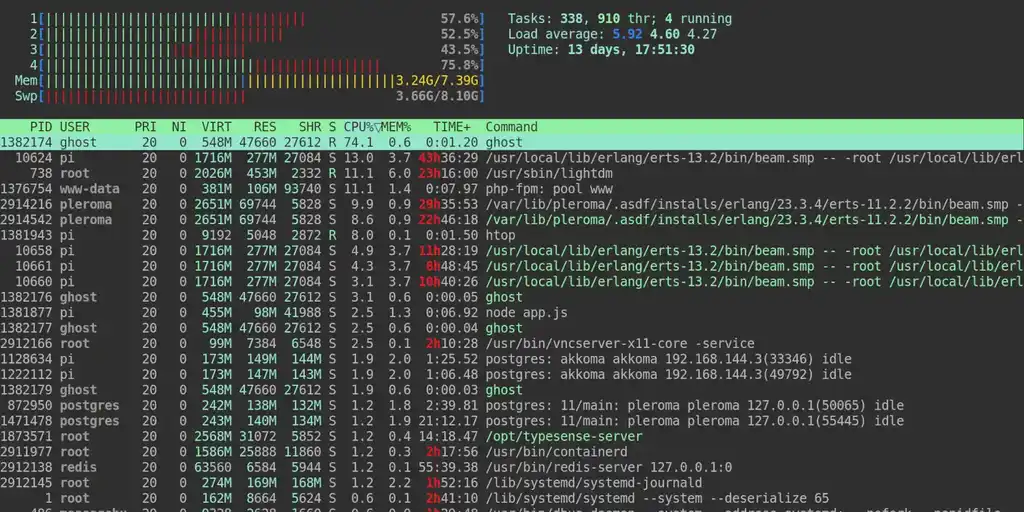 1[ 57.6%] Tasks: 338, 910 thr; 4 running
2[ 52.5%] Load average: 5.92 4.60 4.27
3[ 43.5%] Uptime: 13 days, 17:51:30
4[ 75.8%]
Mem[ 3.24G/7.39G]
Swp[ 3.66G/8.10G]
PID USER PRI NI VIRT RES SHR S CPU%▽MEM% TIME+ Command
1382174 ghost 20 0 548M 47660 27612 R 74.1 0.6 0:01.20 ghost
10624 pi 20 0 1716M 277M 27084 S 13.0 3.7 43h36:29 /usr/local/lib/erlang/erts-13.2/bin/beam.smp -- -root /usr/local/lib/erl
738 root 20 0 2026M 453M 2332 R 11.1 6.0 23h16:00 /usr/sbin/lightdm
1376754 www-data 20 0 381M 106M 93740 S 11.1 1.4 0:07.97 php-fpm: pool www
2914216 pleroma 20 0 2651M 69744 5828 S 9.9 0.9 29h35:53 /var/lib/pleroma/.asdf/installs/erlang/23.3.4/erts-11.2.2/bin/beam.smp -
2914542 pleroma 20 0 2651M 69744 5828 S 8.6 0.9 22h46:18 /var/lib/pleroma/.asdf/installs/erlang/23.3.4/erts-11.2.2/bin/beam.smp -
1381943 pi 20 0 9192 5048 2872 R 8.0 0.1 0:01.50 htop
10658 pi 20 0 1716M 277M 27084 S 4.9 3.7 11h28:19 /usr/local/lib/erlang/erts-13.2/bin/beam.smp -- -root /usr/local/lib/erl
10661 pi 20 0 1716M 277M 27084 S 4.3 3.7 6h48:45 /usr/local/lib/erlang/erts-13.2/bin/beam.smp -- -root /usr/local/lib/erl
10660 pi 20 0 1716M 277M 27084 S 3.1 3.7 10h40:26 /usr/local/lib/erlang/erts-13.2/bin/beam.smp -- -root /usr/local/lib/erl
1382176 ghost 20 0 548M 47660 27612 S 3.1 0.6 0:00.05 ghost
1381877 pi 20 0 455M 98M 41988 S 2.5 1.3 0:06.92 node app.js
1382177 ghost 20 0 548M 47660 27612 S 2.5 0.6 0:00.04 ghost
2912166 root 20 0 99M 7384 6548 S 2.5 0.1 2h10:28 /usr/bin/vncserver-x11-core -service
1128634 pi 20 0 173M 149M 144M S 1.9 2.0 1:25.52 postgres: akkoma akkoma 192.168.144.3(33346) idle
1222112 pi 20 0 173M 147M 143M S 1.9 2.0 1:06.48 postgres: akkoma akkoma 192.168.144.3(49792) idle
1382179 ghost 20 0 548M 47660 27612 S 1.9 0.6 0:00.03 ghost
872950 postgres 20 0 242M 138M 132M S 1.2 1.8 2:39.81 postgres: 11/main: pleroma pleroma 127.0.0.1(50065) idle
1471478 postgres 20 0 243M 140M 134M S 1.2 1.9 21:12.17 postgres: 11/main: pleroma pleroma 127.0.0.1(55445) idle
1873571 root 20 0 2568M 31072 5852 S 1.2 0.4 14:18.47 /opt/typesense-server
2911977 root 20 0 1586M 25888 11860 S 1.2 0.3 2h17:56 /usr/bin/containerd
2912138 redis 20 0 63560 6584 5944 S 1.2 0.1 55:39.38 /usr/bin/redis-server 127.0.0.1:0
2912145 root 20 0 274M 169M 168M S 1.2 2.2 1h52:16 /lib/systemd/systemd-journald
1 root 20 0 162M 8664 5624 S 0.6 0.1 2h41:10 /lib/systemd/systemd --system --deserialize 65